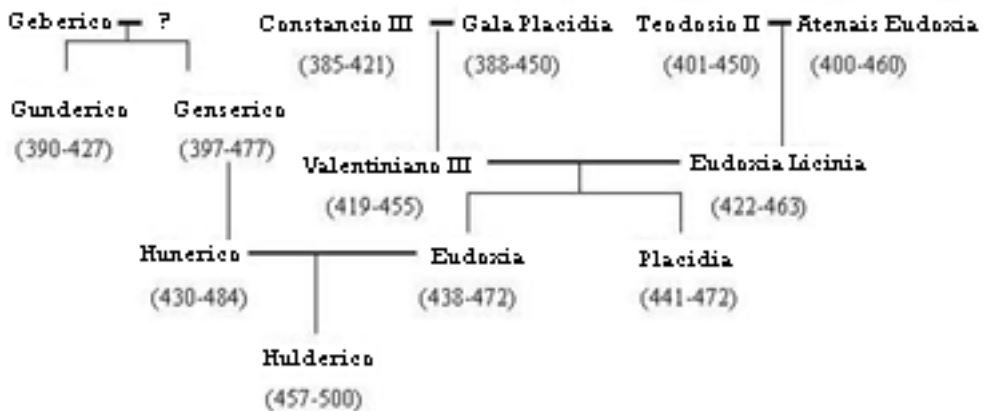 Geberico ? Constancio III Gala Placidia Teodosio II Atenais Eudoxia
(385-421) (388-450) (401-450) (400-460)
Gunderico Genserico
(390-427) (397-477)
Valentiniano III Eudoxia Licinia
(419-455) (422-463)
Hunerico Eudoxia Placidia
(430-484) (438-472) (441-472)
Hulderico
(457-500)